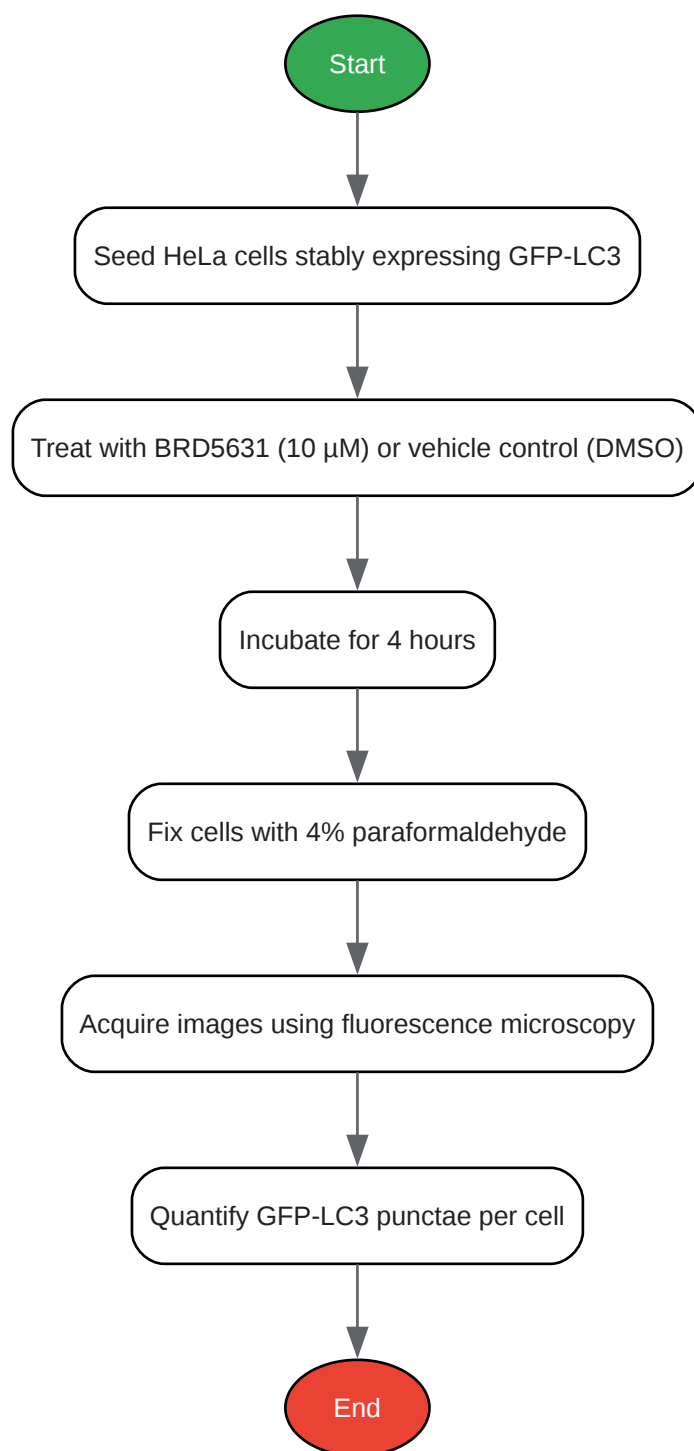 Start
Seed HeLa cells stably expressing GFP-LC3
Treat with BRD5631 (10 µM) or vehicle control (DMSO)
Incubate for 4 hours
Fix cells with 4% paraformaldehyde
Acquire images using fluorescence microscopy
Quantify GFP-LC3 punctae per cell
End